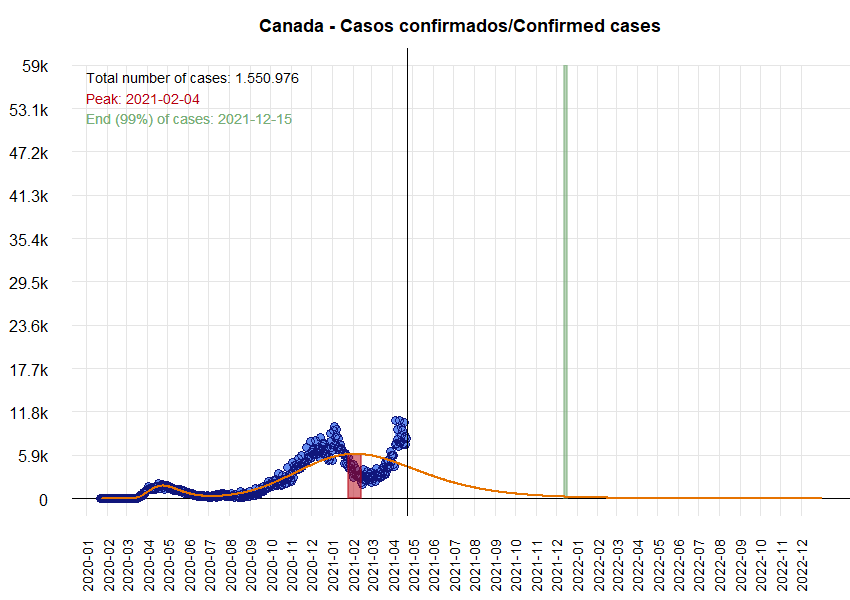 Canada - Casos confirmados/Confirmed cases
59k
Total number of cases: 1.550.976
Peak: 2021-02-04
End (99%) of cases: 2021-12-15
53.1k
47.2k
41.3k
35.4k
29.5k
23.6k
17.7k
11.8k
5.9k
0
2020-01
2020-02
2020-03
2020-04
2020-05
2020-06
2020-07
2020-08
2020-09
2020-10
2020-11
2020-12
2021-01
2021-02
2021-03
2021-04
2021-05
2021-06
2021-07
2021-08
2021-09
2021-10
2021-11
2021-12
2022-01
2022-02
2022-03
2022-04
2022-05
2022-06
2022-07
2022-08
2022-09
2022-10
2022-11
2022-12